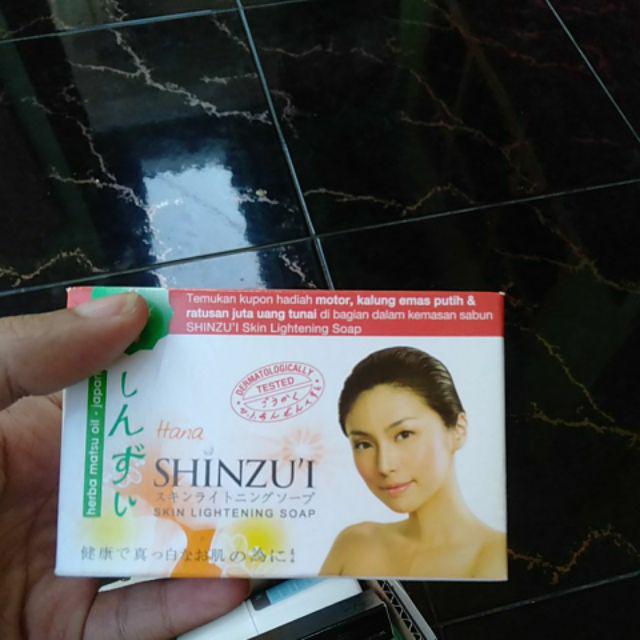 Temukan kupon hadiah motor, kalung emas putih &
ratusan juta uang tunai di bagian dalam kemasan sabun
SHINZU'I Skin Lightening Soap
herba matsu oil - japan
しんずい
DERMATOLOGICALLY
TESTED
Hana
SHINZU'I
スキンライトニングソープ
SKIN LIGHTENING SOAP
健康で真っ白なお肌の為に